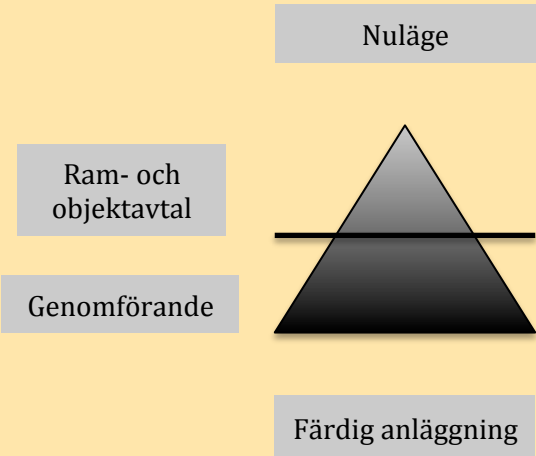 Nuläge
Ram- och
objektavtal
Genomförande
Färdig anläggning